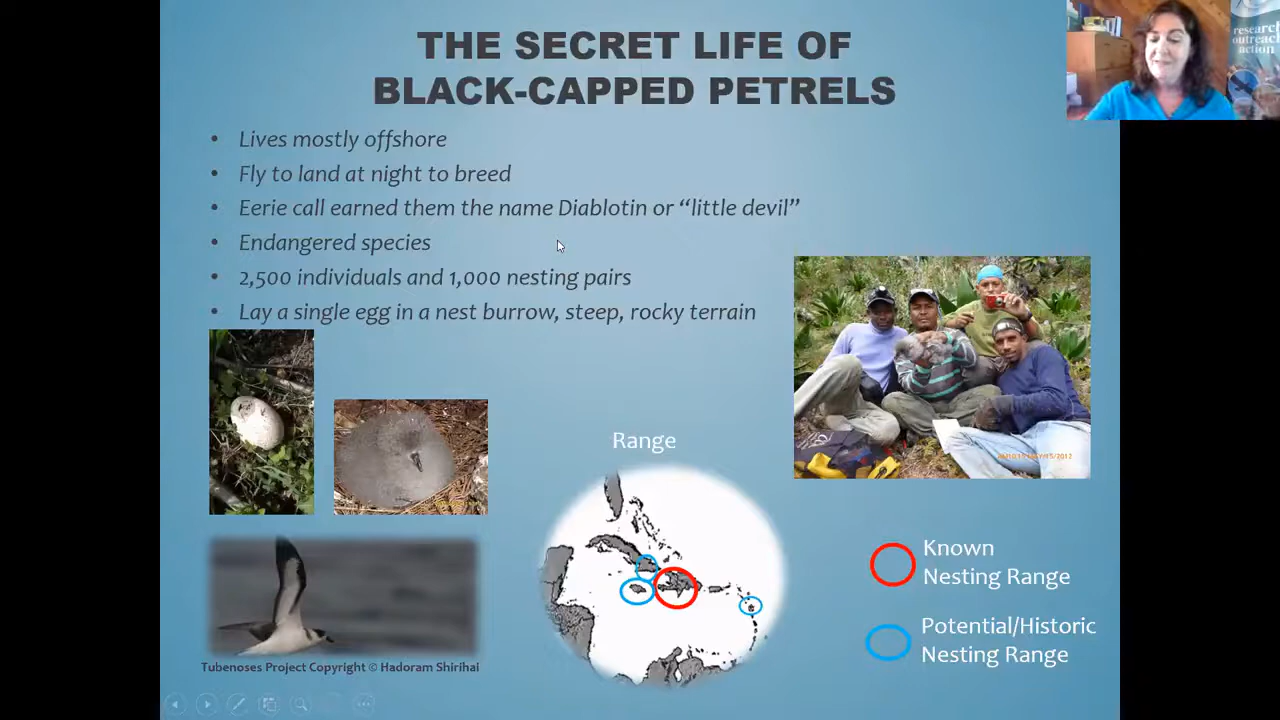 THE SECRET LIFE OF
BLACK-CAPPED PETRELS
• Lives mostly offshore
• Fly to land at night to breed
• Eerie call earned them the name Diablotin or “little devil”
• Endangered species
• 2,500 individuals and 1,000 nesting pairs
• Lay a single egg in a nest burrow, steep, rocky terrain
Range
Known
Nesting Range
Potential/Historic
Nesting Range
Tubenoses Project Copyright © Hadoram Shirihai
research
outreach
action